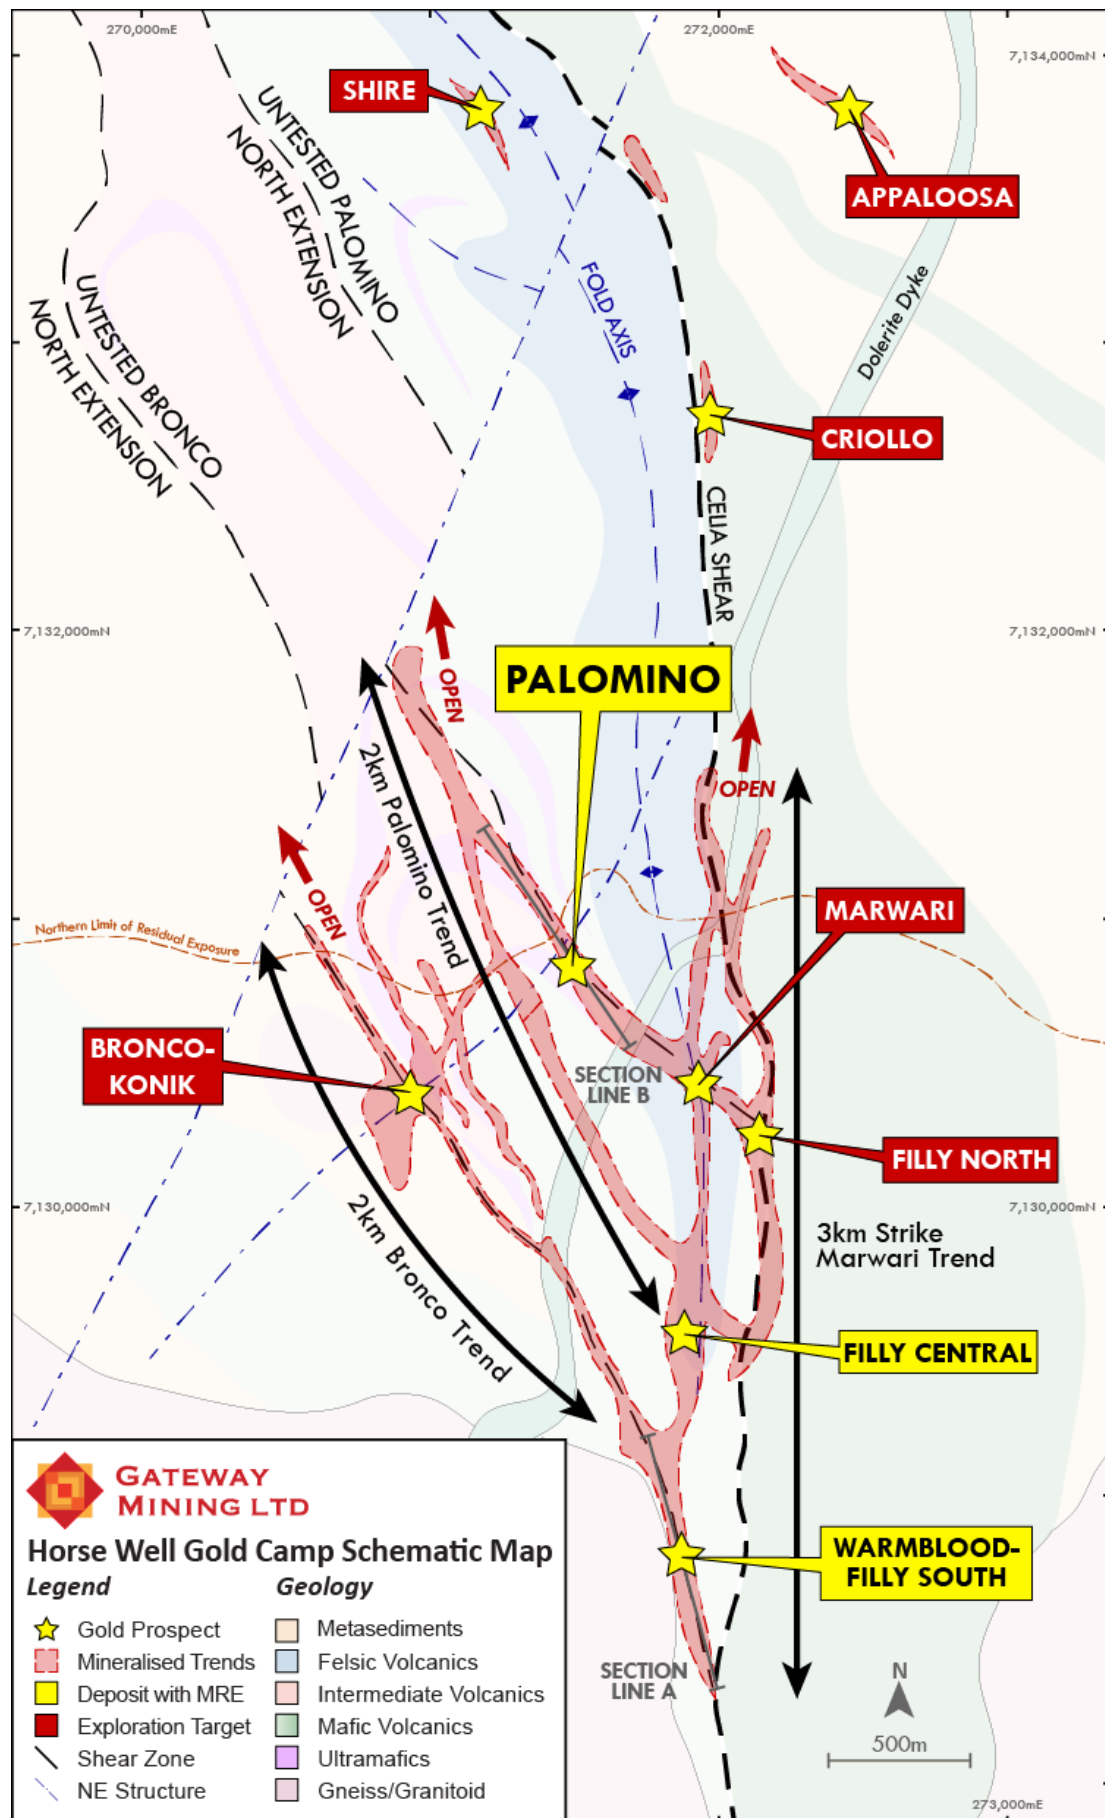 270,000mE
272,000mE
7,134,000mN
SHIRE
APPALOOSA
UNTESTED PALOMINO
NORTH EXTENSION
UNTESTED BRONCO
NORTH EXTENSION
FOLD AXIS
Dolerite Dyke
CRIOLLO
CELIA SHEAR
7,132,000mN
7,132,000mN
PALOMINO
OPEN
OPEN
2km Palomino Trend
OPEN
MARWARI
Northern Limit of Residual Exposure
BRONCO-
KONIK
SECTION
LINE B
FILLY NORTH
7,130,000mN
7,130,000mN
3km Strike
Marwari Trend
2km Bronco Trend
FILLY CENTRAL
WARMBLOOD-
FILLY SOUTH
SECTION
LINE A
N
500m
273,000mE
GATEWAY
MINING LTD
Horse Well Gold Camp Schematic Map
Legend
Gold Prospect
Mineralised Trends
Deposit with MRE
Exploration Target
Shear Zone
NE Structure
Geology
Metasediments
Felsic Volcanics
Intermediate Volcanics
Mafic Volcanics
Ultramafics
Gneiss/Granitoid